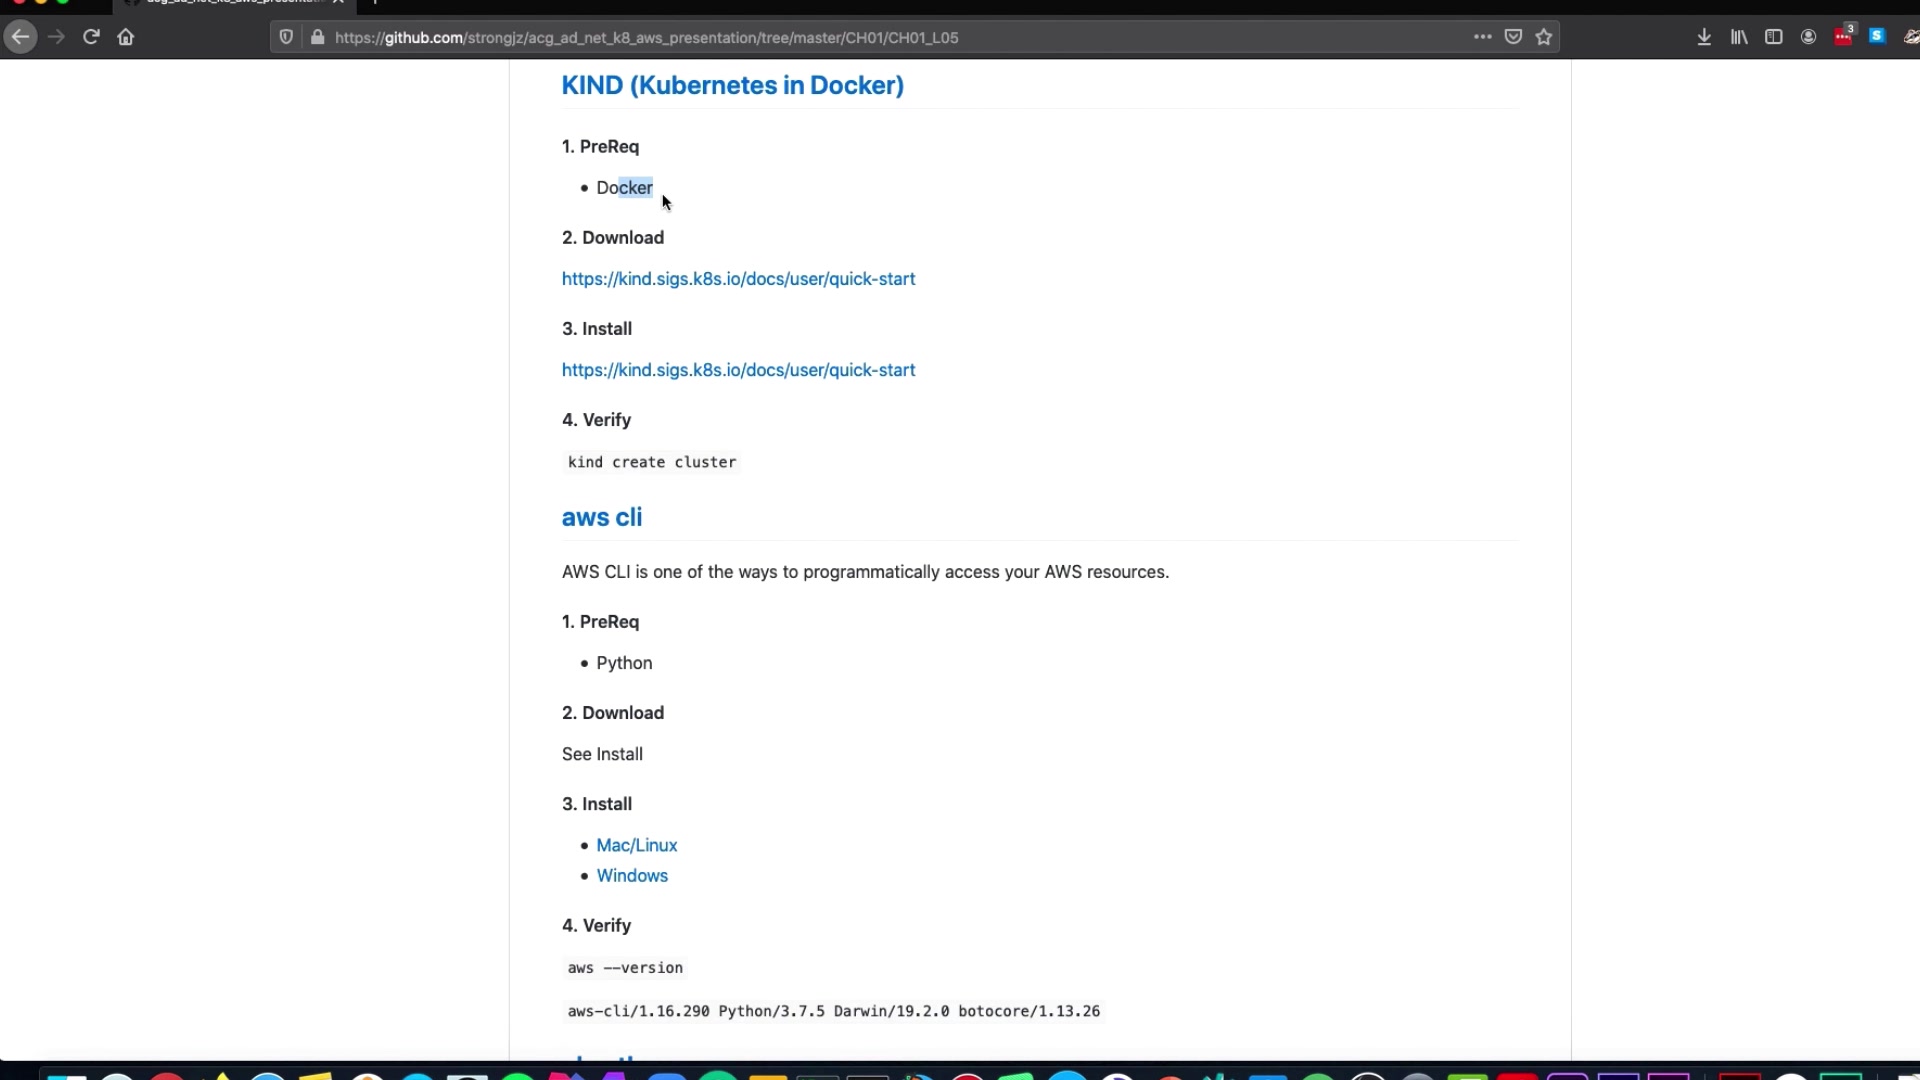 https://github.com/strongjz/acg_ad_net_k8_aws_presentation/tree/master/CH01/CH01_L05
3
S
KIND (Kubernetes in Docker)
1. PreReq
• Docker
2. Download
https://kind.sigs.k8s.io/docs/user/quick-start
3. Install
https://kind.sigs.k8s.io/docs/user/quick-start
4. Verify
kind create cluster
aws cli
AWS CLI is one of the ways to programmatically access your AWS resources.
1. PreReq
• Python
2. Download
See Install
3. Install
• Mac/Linux
• Windows
4. Verify
aws --version
aws-cli/1.16.290 Python/3.7.5 Darwin/19.2.0 botocore/1.13.26